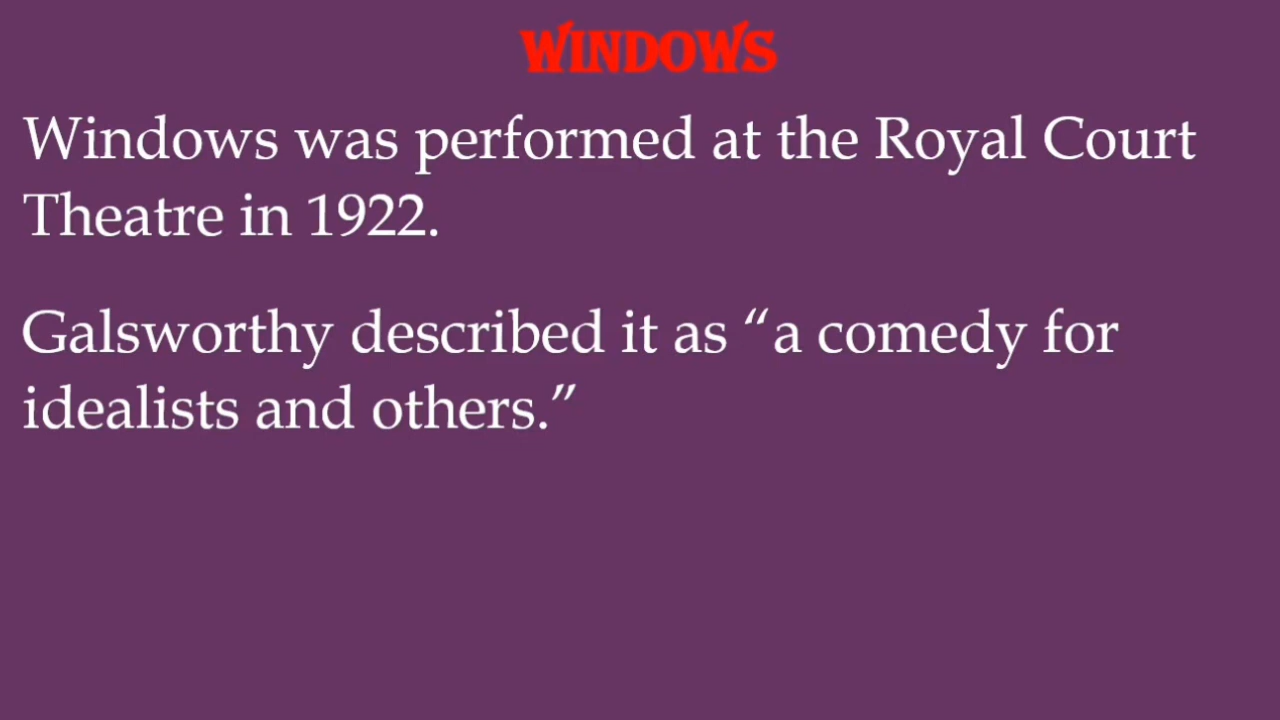 WINDOWS
Windows was performed at the Royal Court
Theatre in 1922.
Galsworthy described it as “a comedy for
idealists and others.”